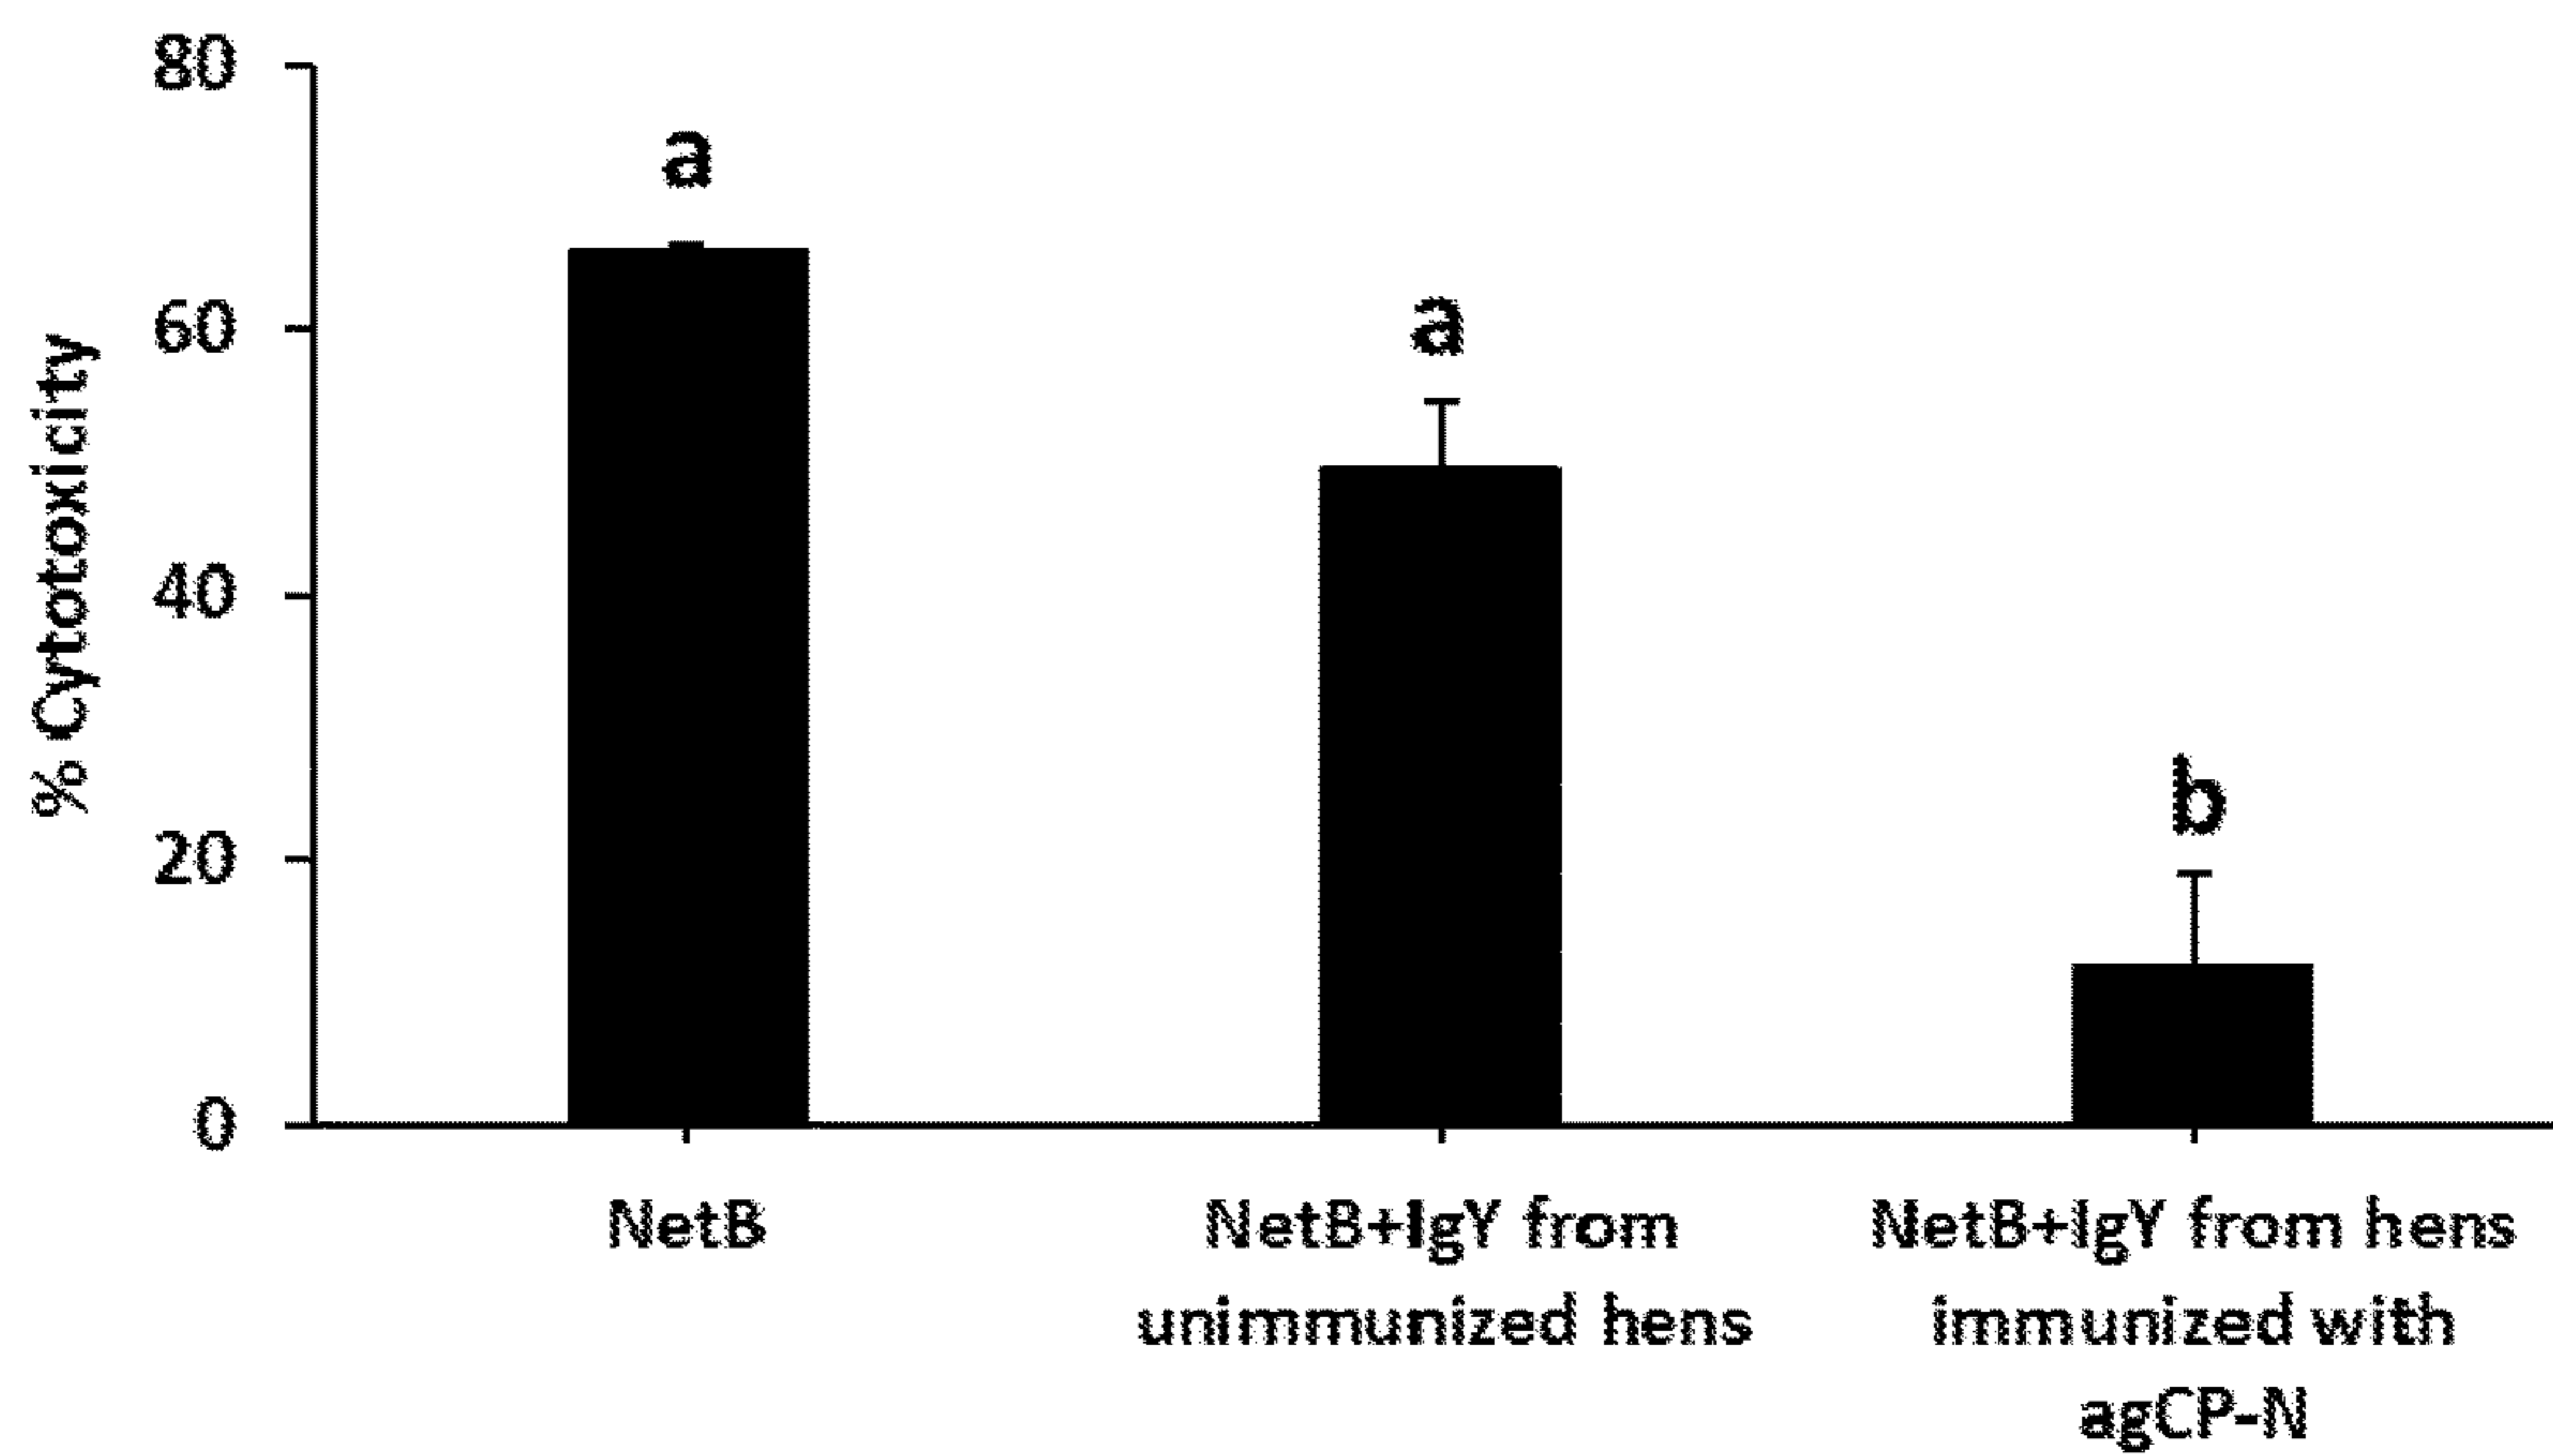 % Cytotoxicity
80
60
40
20
0
a
a
b
NetB
NetB+IgY from
unimmunized hens
NetB+IgY from hens
immunized with
agCP-N